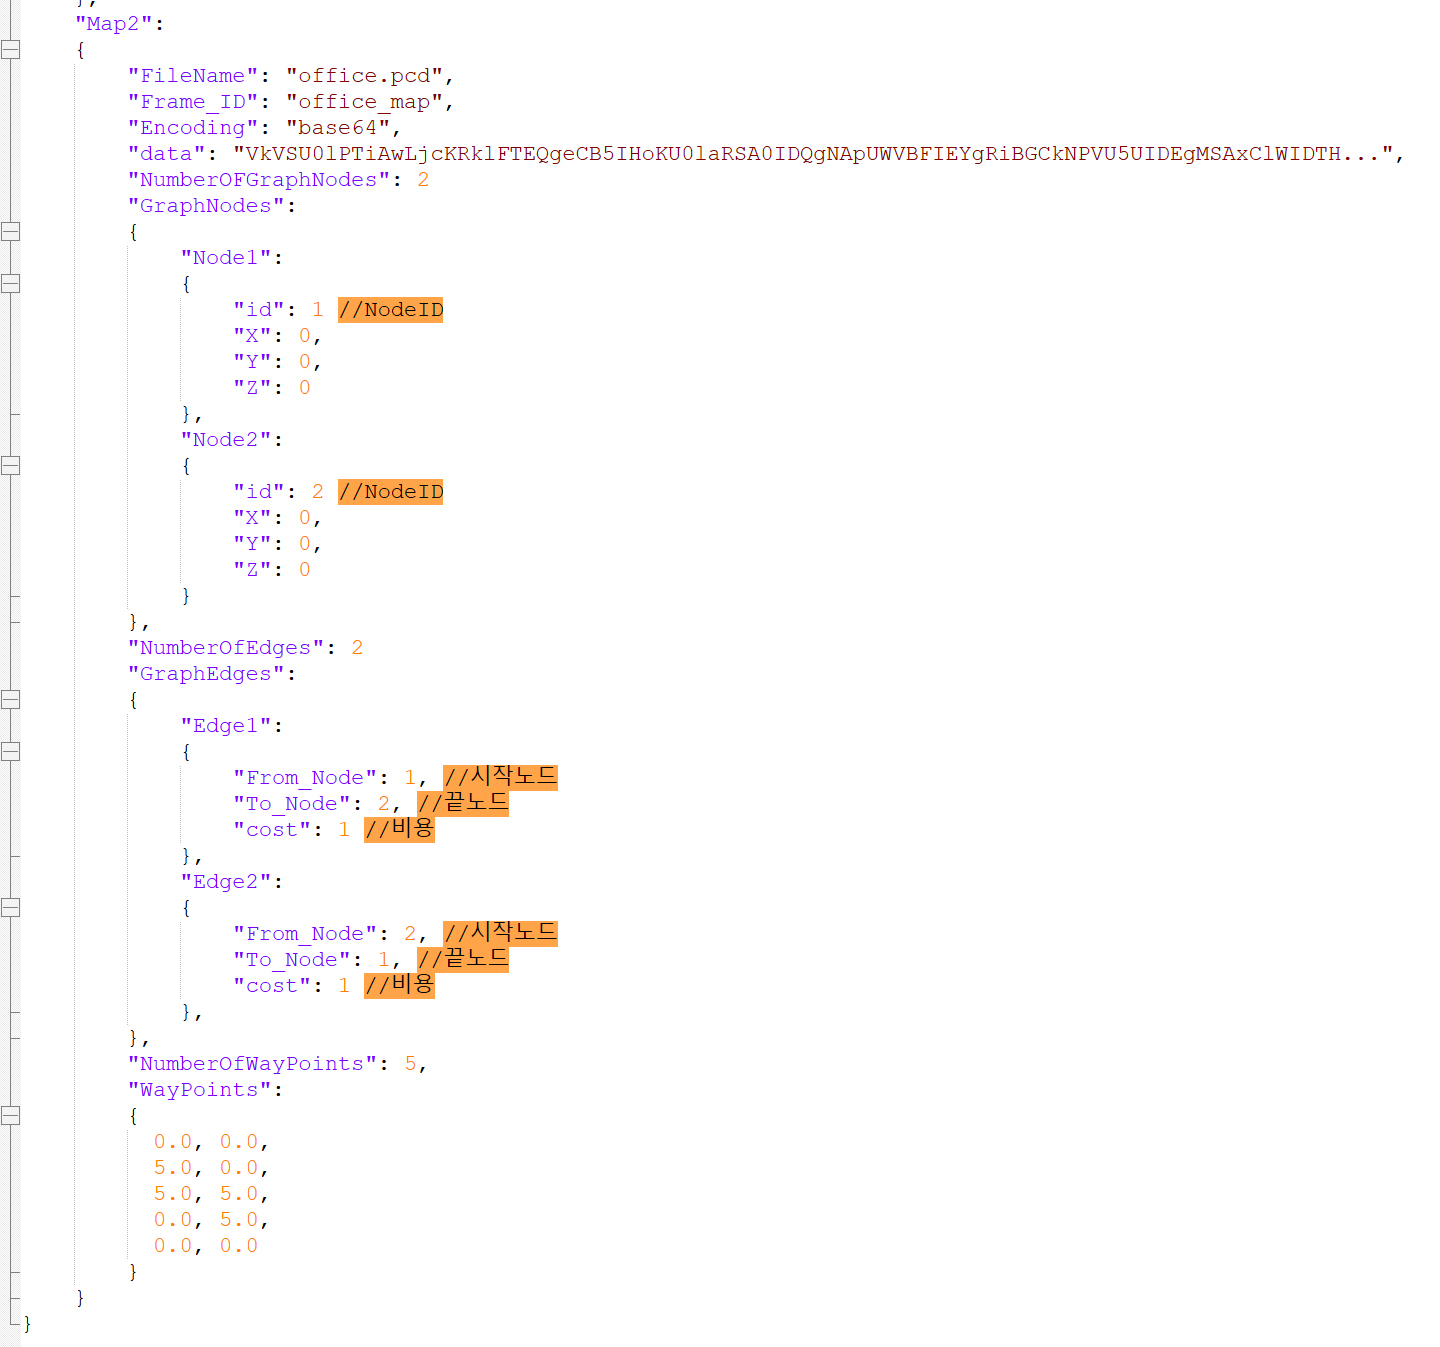 },
"Map2":
{
"FileName": "office.pcd",
"Frame_ID": "office_map",
"Encoding": "base64",
"data": "VkVSU0lPTiAwLjcKRklFTEQgeCB5IHoKU0laRSA0IDQgNApUWVBFIEYgRiBGCkNPVU5UIDEgMSAxClWIDTH...",
"NumberOFGraphNodes": 2
"GraphNodes":
{
"Node1":
{
"id": 1 //NodeID
"X": 0,
"Y": 0,
"Z": 0
},
"Node2":
{
"id": 2 //NodeID
"X": 0,
"Y": 0,
"Z": 0
}
},
"NumberOfEdges": 2
"GraphEdges":
{
"Edge1":
{
"From_Node": 1, //시작노드
"To_Node": 2, //끝노드
"cost": 1 //비용
},
"Edge2":
{
"From_Node": 2, //시작노드
"To_Node": 1, //끝노드
"cost": 1 //비용
},
},
"NumberOfWayPoints": 5,
"WayPoints":
{
0.0, 0.0,
5.0, 0.0,
5.0, 5.0,
0.0, 5.0,
0.0, 0.0
}
}
}